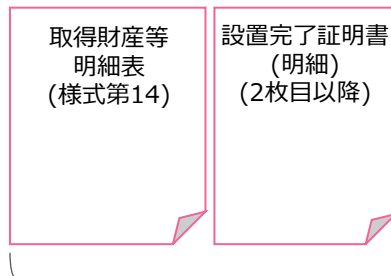 取得財産等
明細表
(様式第14)
設置完了証明書
(明細)
(2枚目以降)